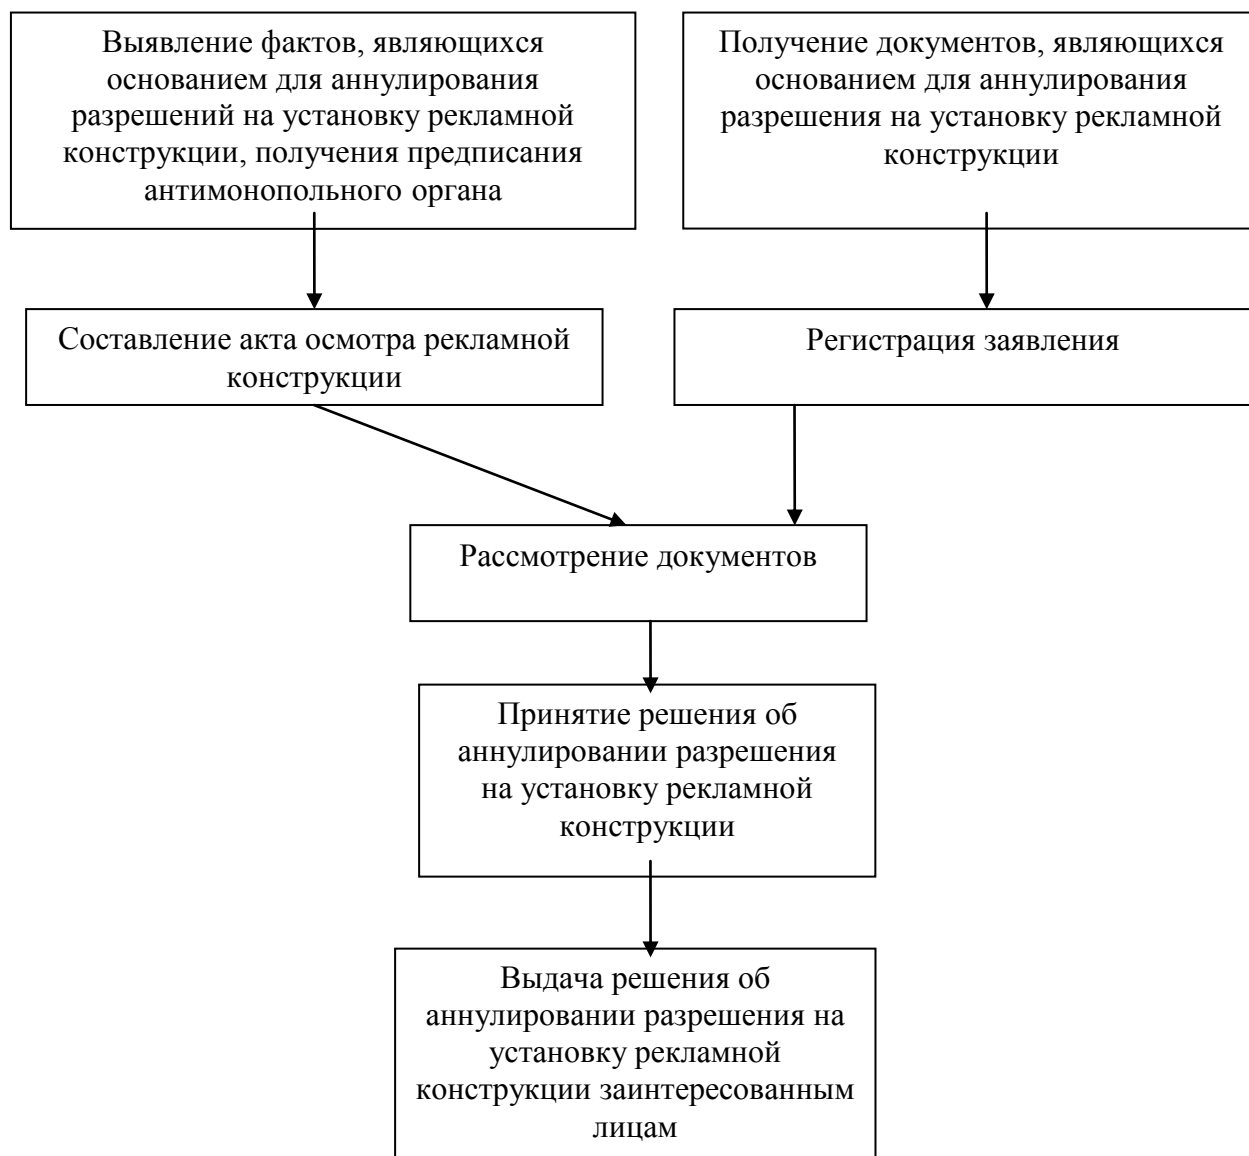 Выявление фактов, являющихся
основанием для аннулирования
разрешений на установку рекламной
конструкции, получения предписания
антимонопольного органа
Получение документов, являющихся
основанием для аннулирования
разрешения на установку рекламной
конструкции
Составление акта осмотра рекламной
конструкции
Регистрация заявления
Рассмотрение документов
Принятие решения об
аннулировании разрешения
на установку рекламной
конструкции
Выдача решения об
аннулировании разрешения на
установку рекламной
конструкции заинтересованным
лицам